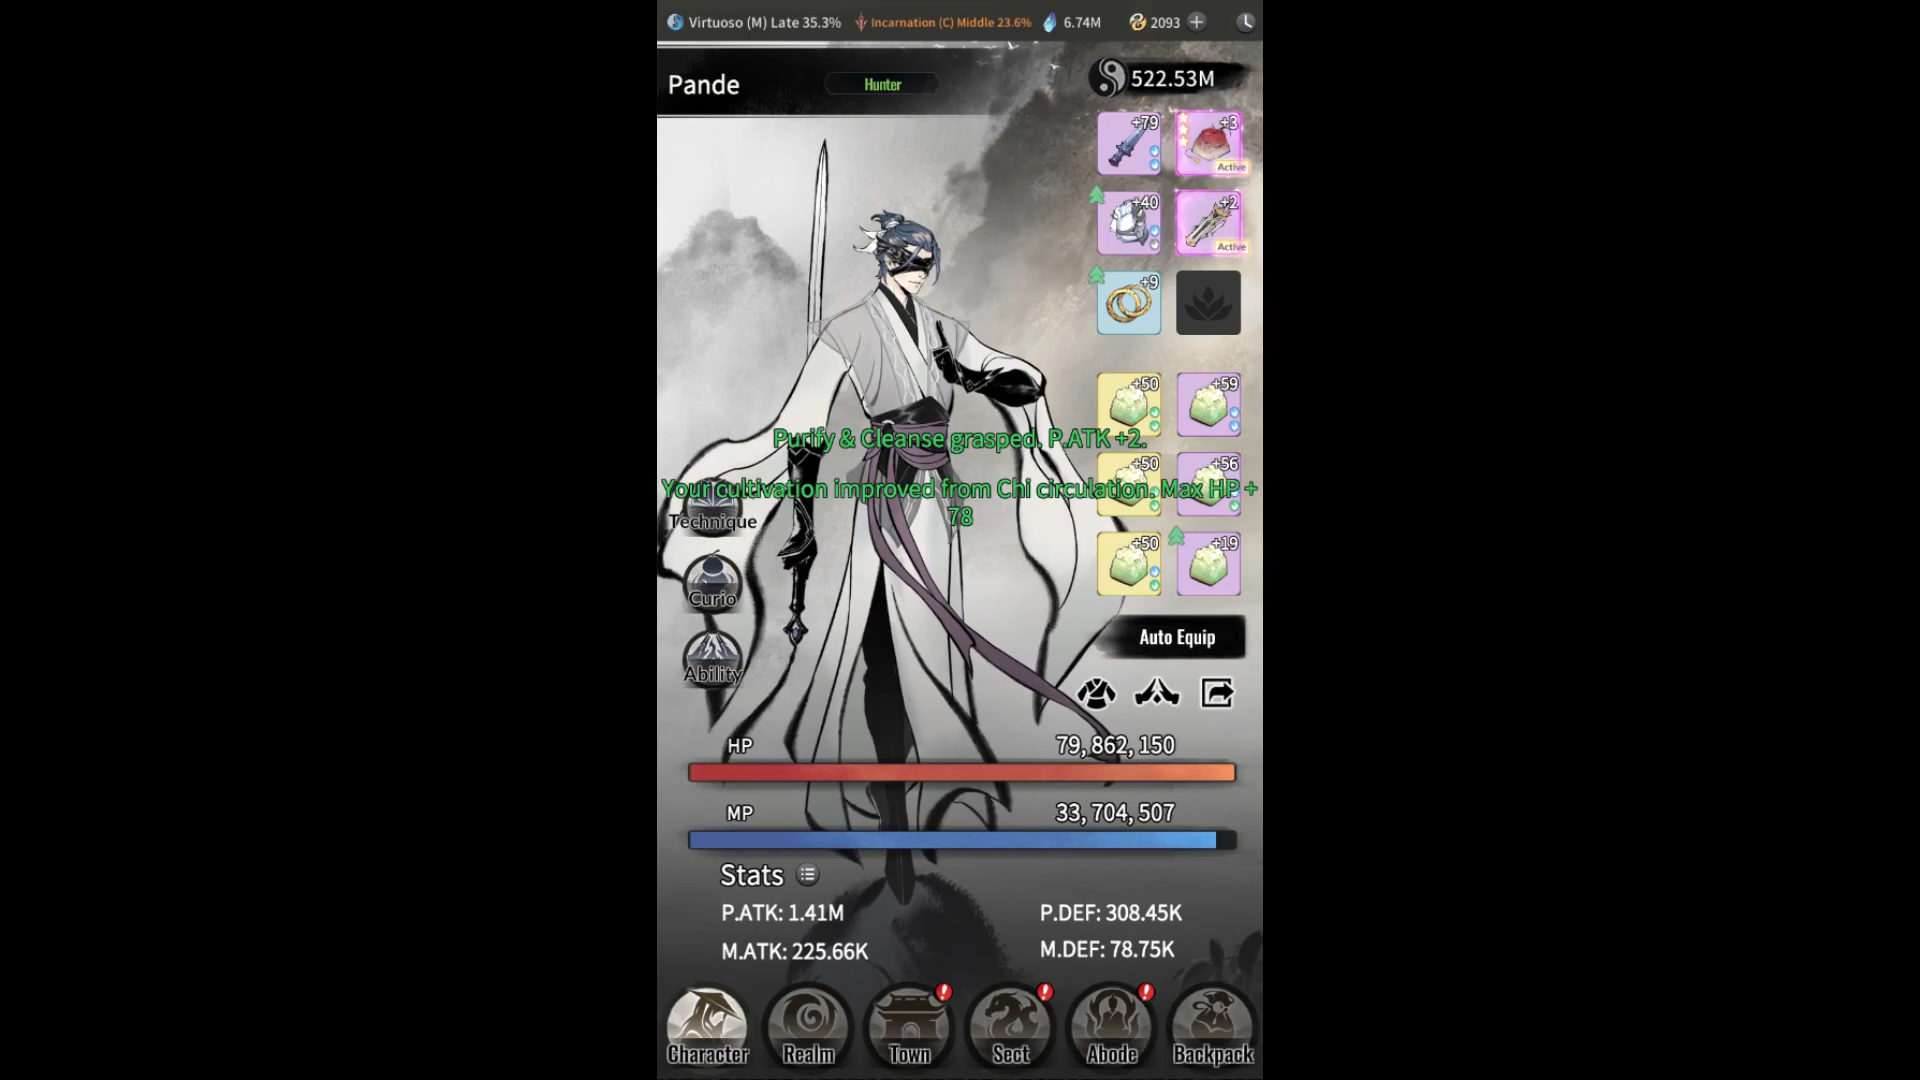 Virtuoso (M) Late 35.3% Incarnation (C) Middle 23.6% 6.74M 2093
Pande Hunter 522.53M
+79 +3
Active
+40 +2
Active
+9
+50 +59
Purify & Cleanse grasped. P.ATK +2.
+50 +56
Your cultivation improved from Chi circulation. Max HP +
78
Technique
+50 +19
Curio
Auto Equip
Ability
HP 79,862,150
MP 33,704,507
Stats
P.ATK: 1.41M P.DEF: 308.45K
M.ATK: 225.66K M.DEF: 78.75K
Character Realm Town Sect Abode Backpack